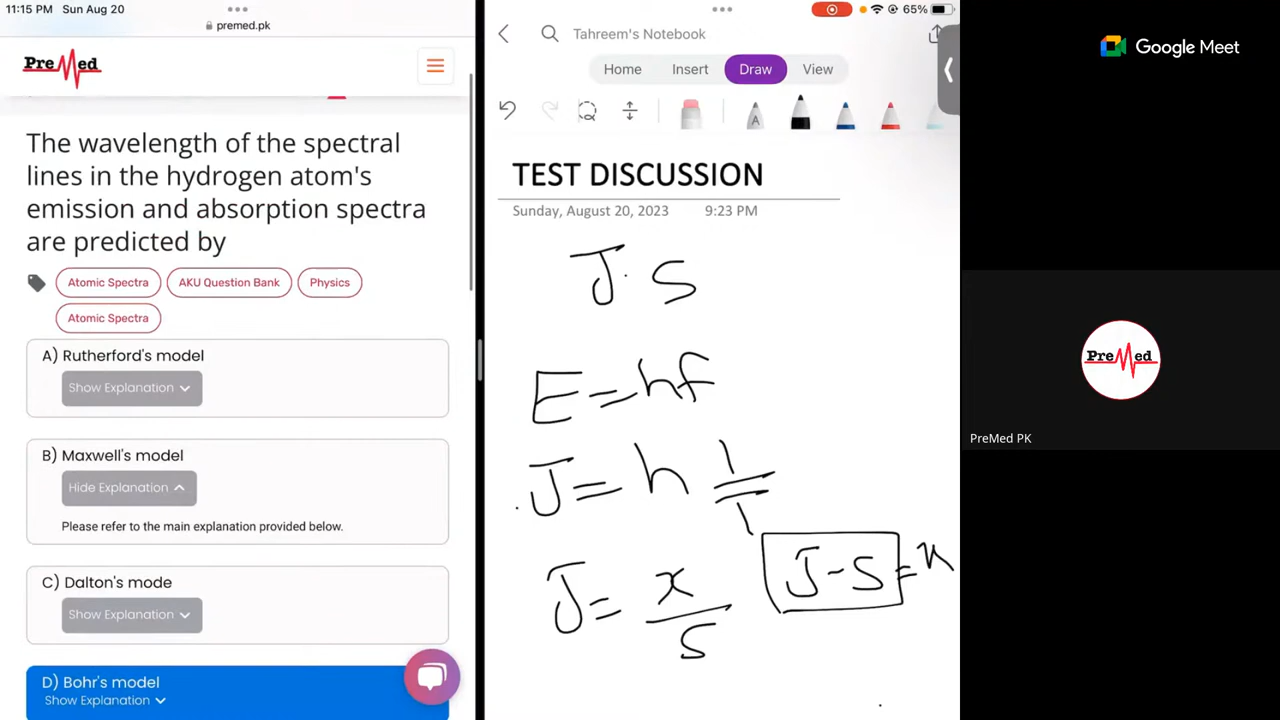 11:15 PM Sun Aug 20
premed.pk
PreMed
The wavelength of the spectral
lines in the hydrogen atom's
emission and absorption spectra
are predicted by
Atomic Spectra
AKU Question Bank
Physics
Atomic Spectra
A) Rutherford's model
Show Explanation
B) Maxwell's model
Hide Explanation
Please refer to the main explanation provided below.
C) Dalton's mode
Show Explanation
D) Bohr's model
Show Explanation
65%
Tahreem's Notebook
Home
Insert
Draw
View
A
TEST DISCUSSION
Sunday, August 20, 2023 9:23 PM
J·s
E=hf
J=h
J=x/s
J-s=x
Google Meet
PreMed
PreMed PK